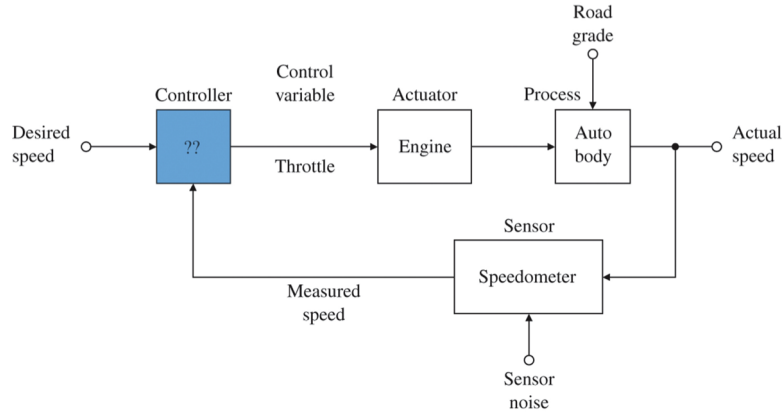 Road
grade
Control
variable
Controller
Actuator
Process
Desired
speed
??
Throttle
Engine
Auto
body
Actual
speed
Sensor
Speedometer
Measured
speed
Sensor
noise